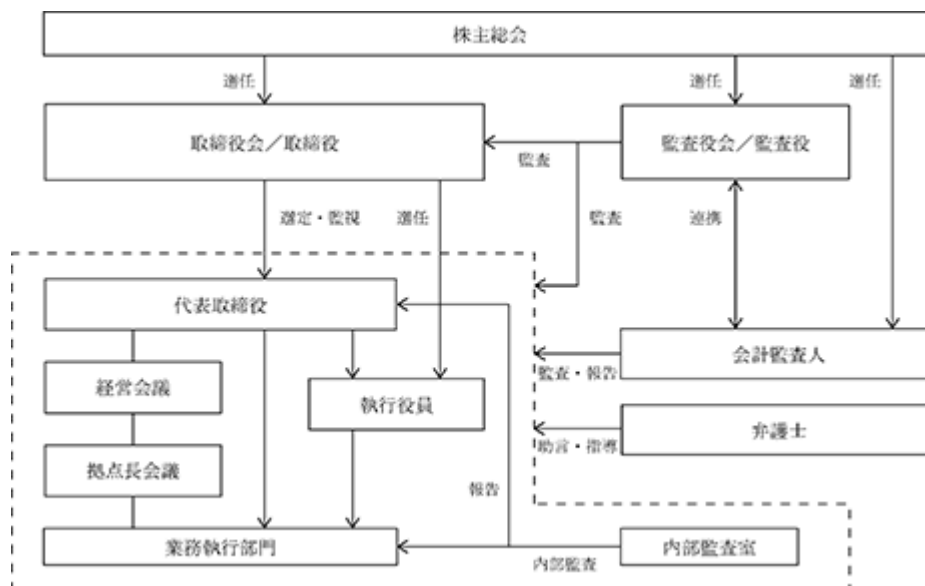 株主総会
選任
選任
選任
取締役会／取締役
監査役会／監査役
監査
選定・監視
選任
監査
連携
代表取締役
会計監査人
経営会議
執行役員
監査・報告
弁護士
拠点長会議
助言・指導
報告
業務執行部門
内部監査室
内部監査